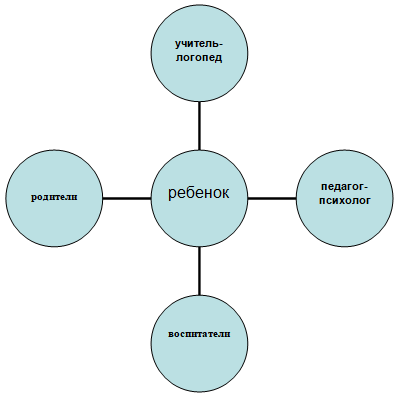 учитель-
логопед
родители
ребенок
педагог-
психолог
воспитатели